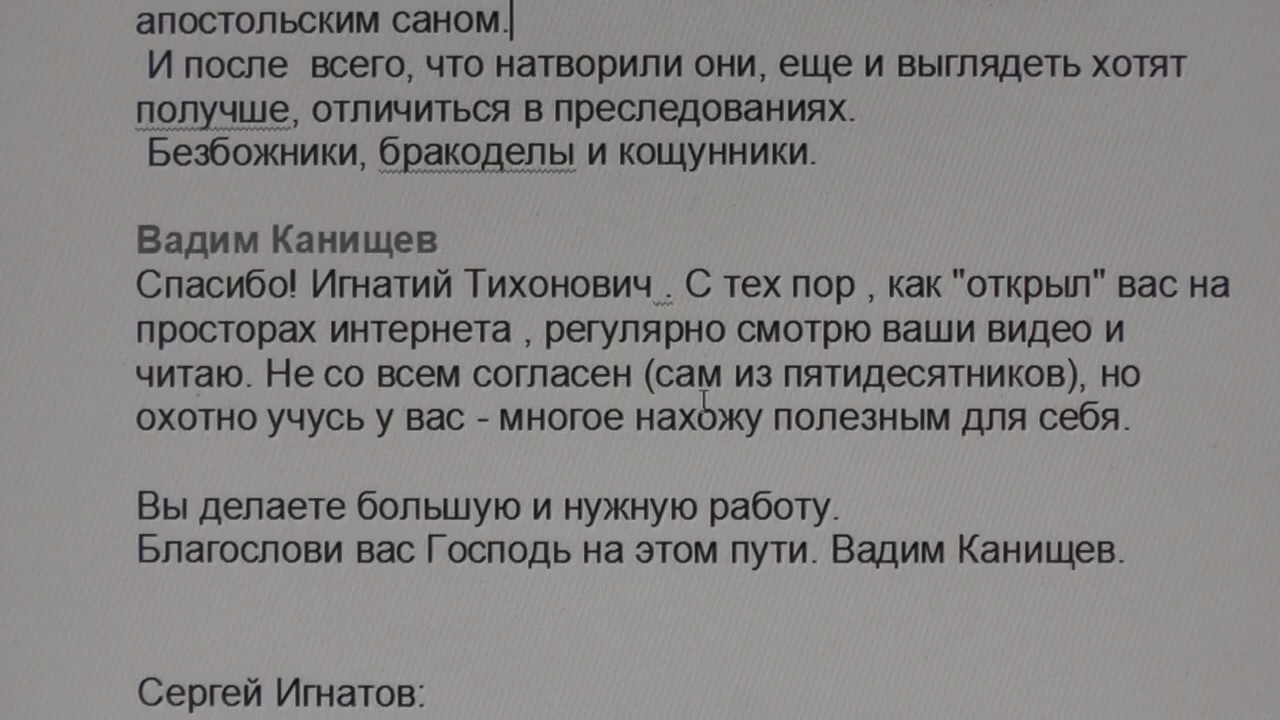 апостольским саном.
И после  всего, что натворили они, еще и выглядеть хотят
получше, отличиться в преследованиях.
Безбожники, бракоделы и кощунники.
Вадим Канищев
Спасибо! Игнатий Тихонович . С тех пор , как "открыл" вас на
просторах интернета , регулярно смотрю ваши видео и
читаю. Не со всем согласен (сам из пятидесятников), но
охотно учусь у вас - многое нахожу полезным для себя.
Вы делаете большую и нужную работу.
Благослови вас Господь на этом пути. Вадим Канищев.
Сергей Игнатов: